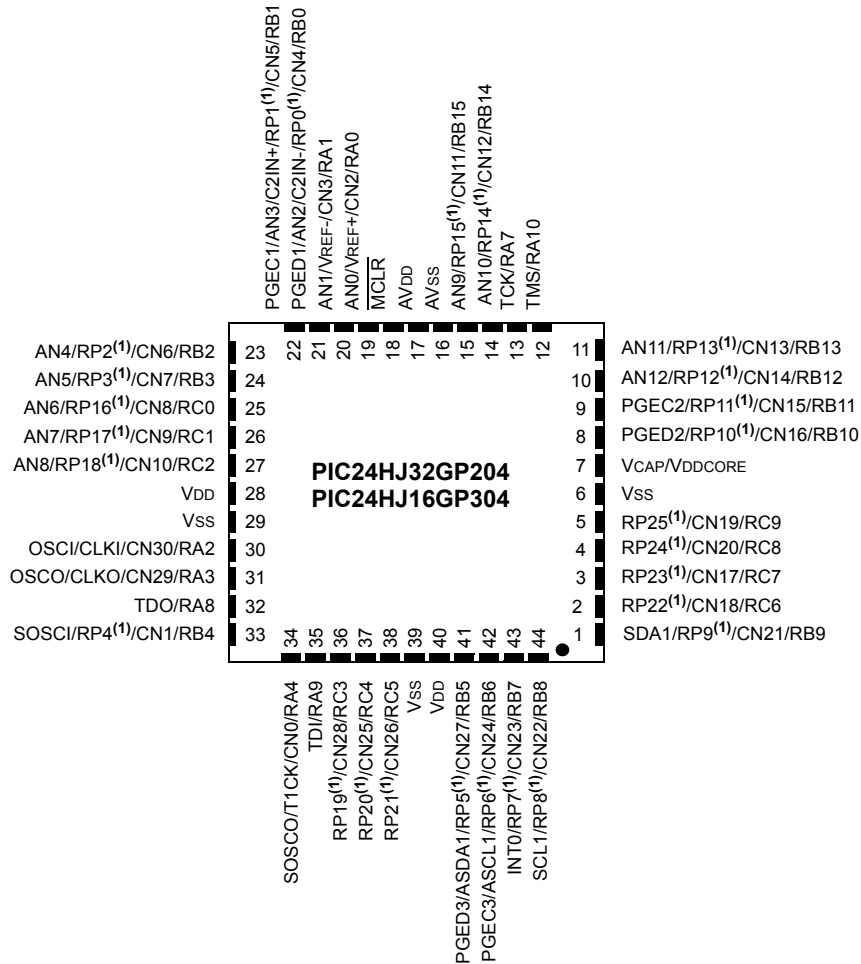 PGEC1/AN3/C2IN+/RP1(1)/CN5/RB1
PGED1/AN2/C2IN-/RP0(1)/CN4/RB0
AN1/VREF-/CN3/RA1
AN0/VREF+/CN2/RA0
MCLR
AVDD
AVSS
AN9/RP15(1)/CN11/RB15
AN10/RP14(1)/CN12/RB14
TCK/RA7
TMS/RA10
22 21 20 19 18 17 16 15 14 13 12
AN4/RP2(1)/CN6/RB2 23
AN5/RP3(1)/CN7/RB3 24
AN6/RP16(1)/CN8/RC0 25
AN7/RP17(1)/CN9/RC1 26
AN8/RP18(1)/CN10/RC2 27
VDD 28
VSS 29
OSCI/CLKI/CN30/RA2 30
OSCO/CLKO/CN29/RA3 31
TDO/RA8 32
SOSCI/RP4(1)/CN1/RB4 33
PIC24HJ32GP204
PIC24HJ16GP304
11 AN11/RP13(1)/CN13/RB13
10 AN12/RP12(1)/CN14/RB12
9 PGEC2/RP11(1)/CN15/RB11
8 PGED2/RP10(1)/CN16/RB10
7 VCAP/VDDCORE
6 VSS
5 RP25(1)/CN19/RC9
4 RP24(1)/CN20/RC8
3 RP23(1)/CN17/RC7
2 RP22(1)/CN18/RC6
1 SDA1/RP9(1)/CN21/RB9
34 35 36 37 38 39 40 41 42 43 44
SOSCO/T1CK/CN0/RA4
TDI/RA9
RP19(1)/CN28/RC3
RP20(1)/CN25/RC4
RP21(1)/CN26/RC5
VSS
VDD
PGED3/ASDA1/RP5(1)/CN27/RB5
PGEC3/ASCL1/RP6(1)/CN24/RB6
INT0/RP7(1)/CN23/RB7
SCL1/RP8(1)/CN22/RB8